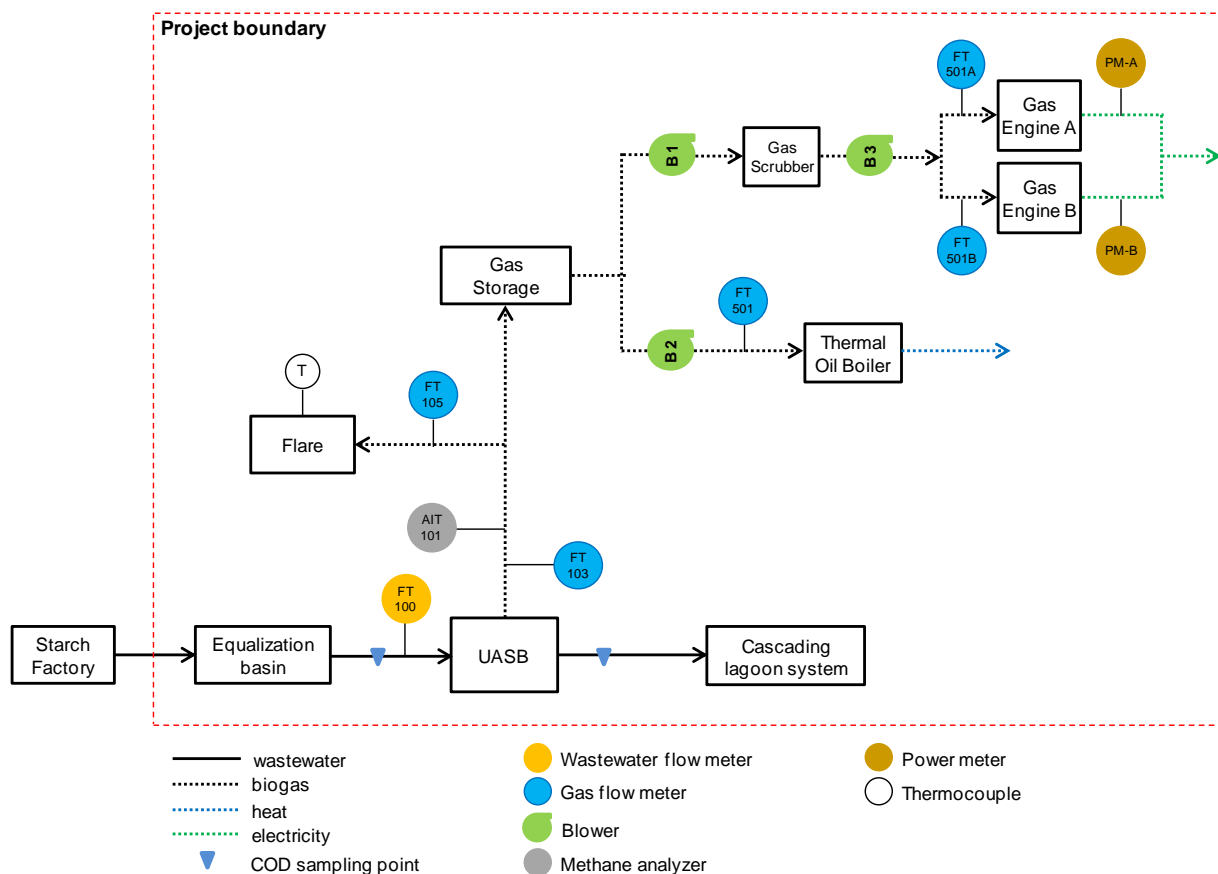 Project boundary
FT
501A
PM-A
Gas
Engine A
B1
Gas
Scrubber
B3
Gas
Engine B
FT
501B
PM-B
Gas
Storage
FT
501
B2
Thermal
Oil Boiler
T
FT
105
Flare
AIT
101
FT
103
FT
100
Starch
Factory
Equalization
basin
UASB
Cascading
lagoon system
wastewater
biogas
heat
electricity
COD sampling point
Wastewater flow meter
Gas flow meter
Blower
Methane analyzer
Power meter
Thermocouple